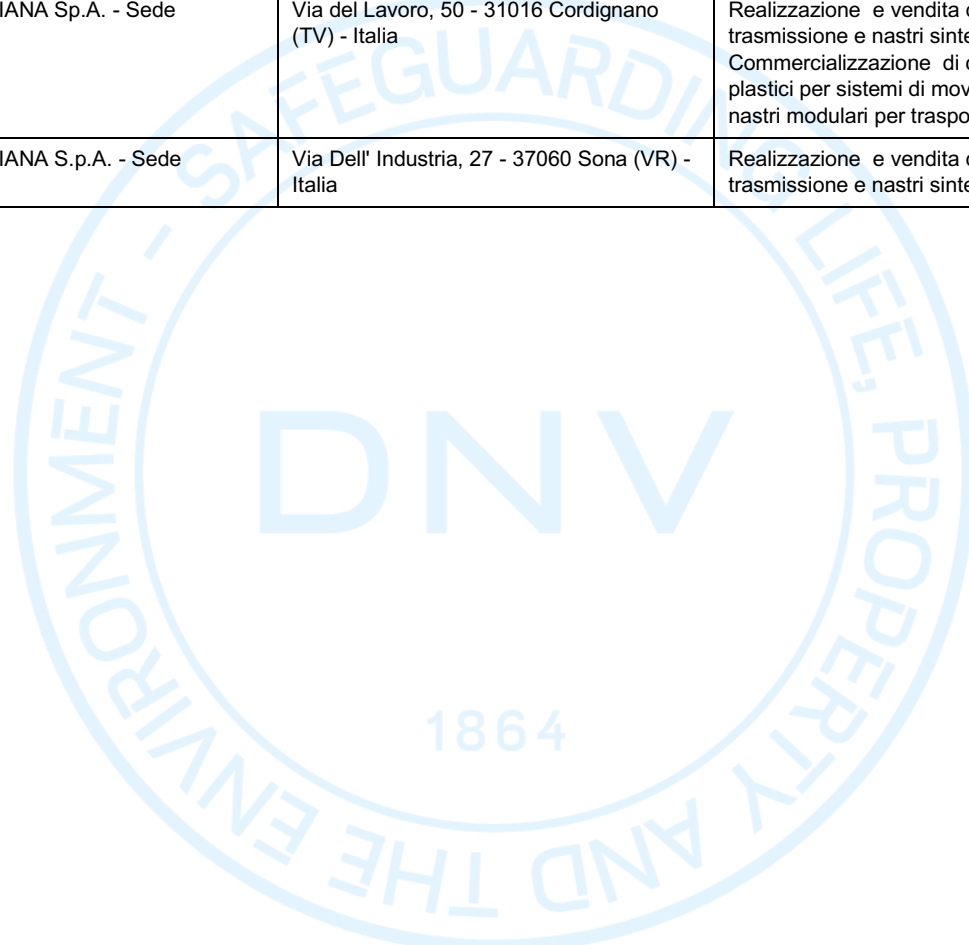 IANA Sp.A. - Sede
Via del Lavoro, 50 - 31016 Cordignano
(TV) - Italia
Realizzazione e vendita
trasmissione e nastri sinte
Commercializzazione di
plastici per sistemi di mov
nastri modulari per traspo
IANA S.p.A. - Sede
Via Dell' Industria, 27 - 37060 Sona (VR) -
Italia
Realizzazione e vendita
trasmissione e nastri sinte
SAFEGUARDING LIFE, PROPERTY AND THE ENVIRONMENT -
DNV
1864